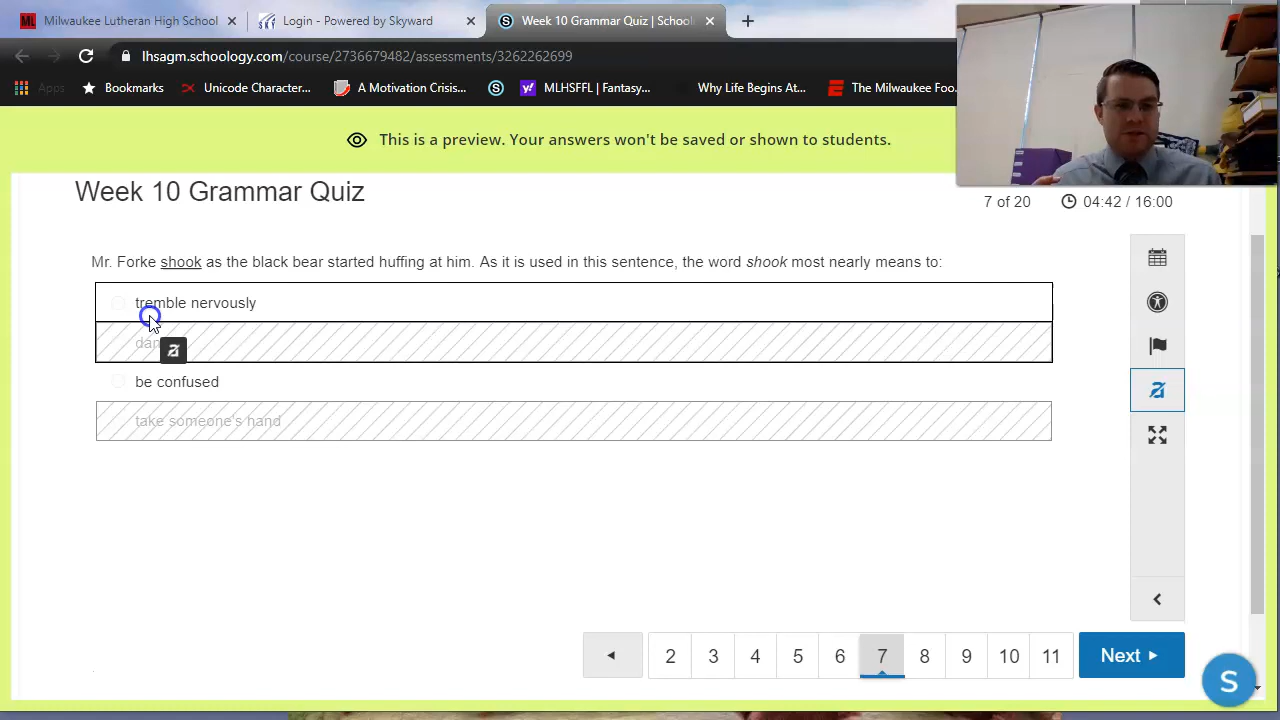 Milwaukee Lutheran High School
Login - Powered by Skyward
Week 10 Grammar Quiz | School
lhsagm.schoology.com/course/2736679482/assessments/3262262699
Apps
Bookmarks
Unicode Character...
A Motivation Crisis...
MLHSFFL | Fantasy...
Why Life Begins At...
The Milwaukee Foo
This is a preview. Your answers won't be saved or shown to students.
Week 10 Grammar Quiz
7 of 20
04:42 / 16:00
Mr. Forke shook as the black bear started huffing at him. As it is used in this sentence, the word shook most nearly means to:
tremble nervously
be confused
take someone's hand
2 3 4 5 6 7 8 9 10 11
Next
S